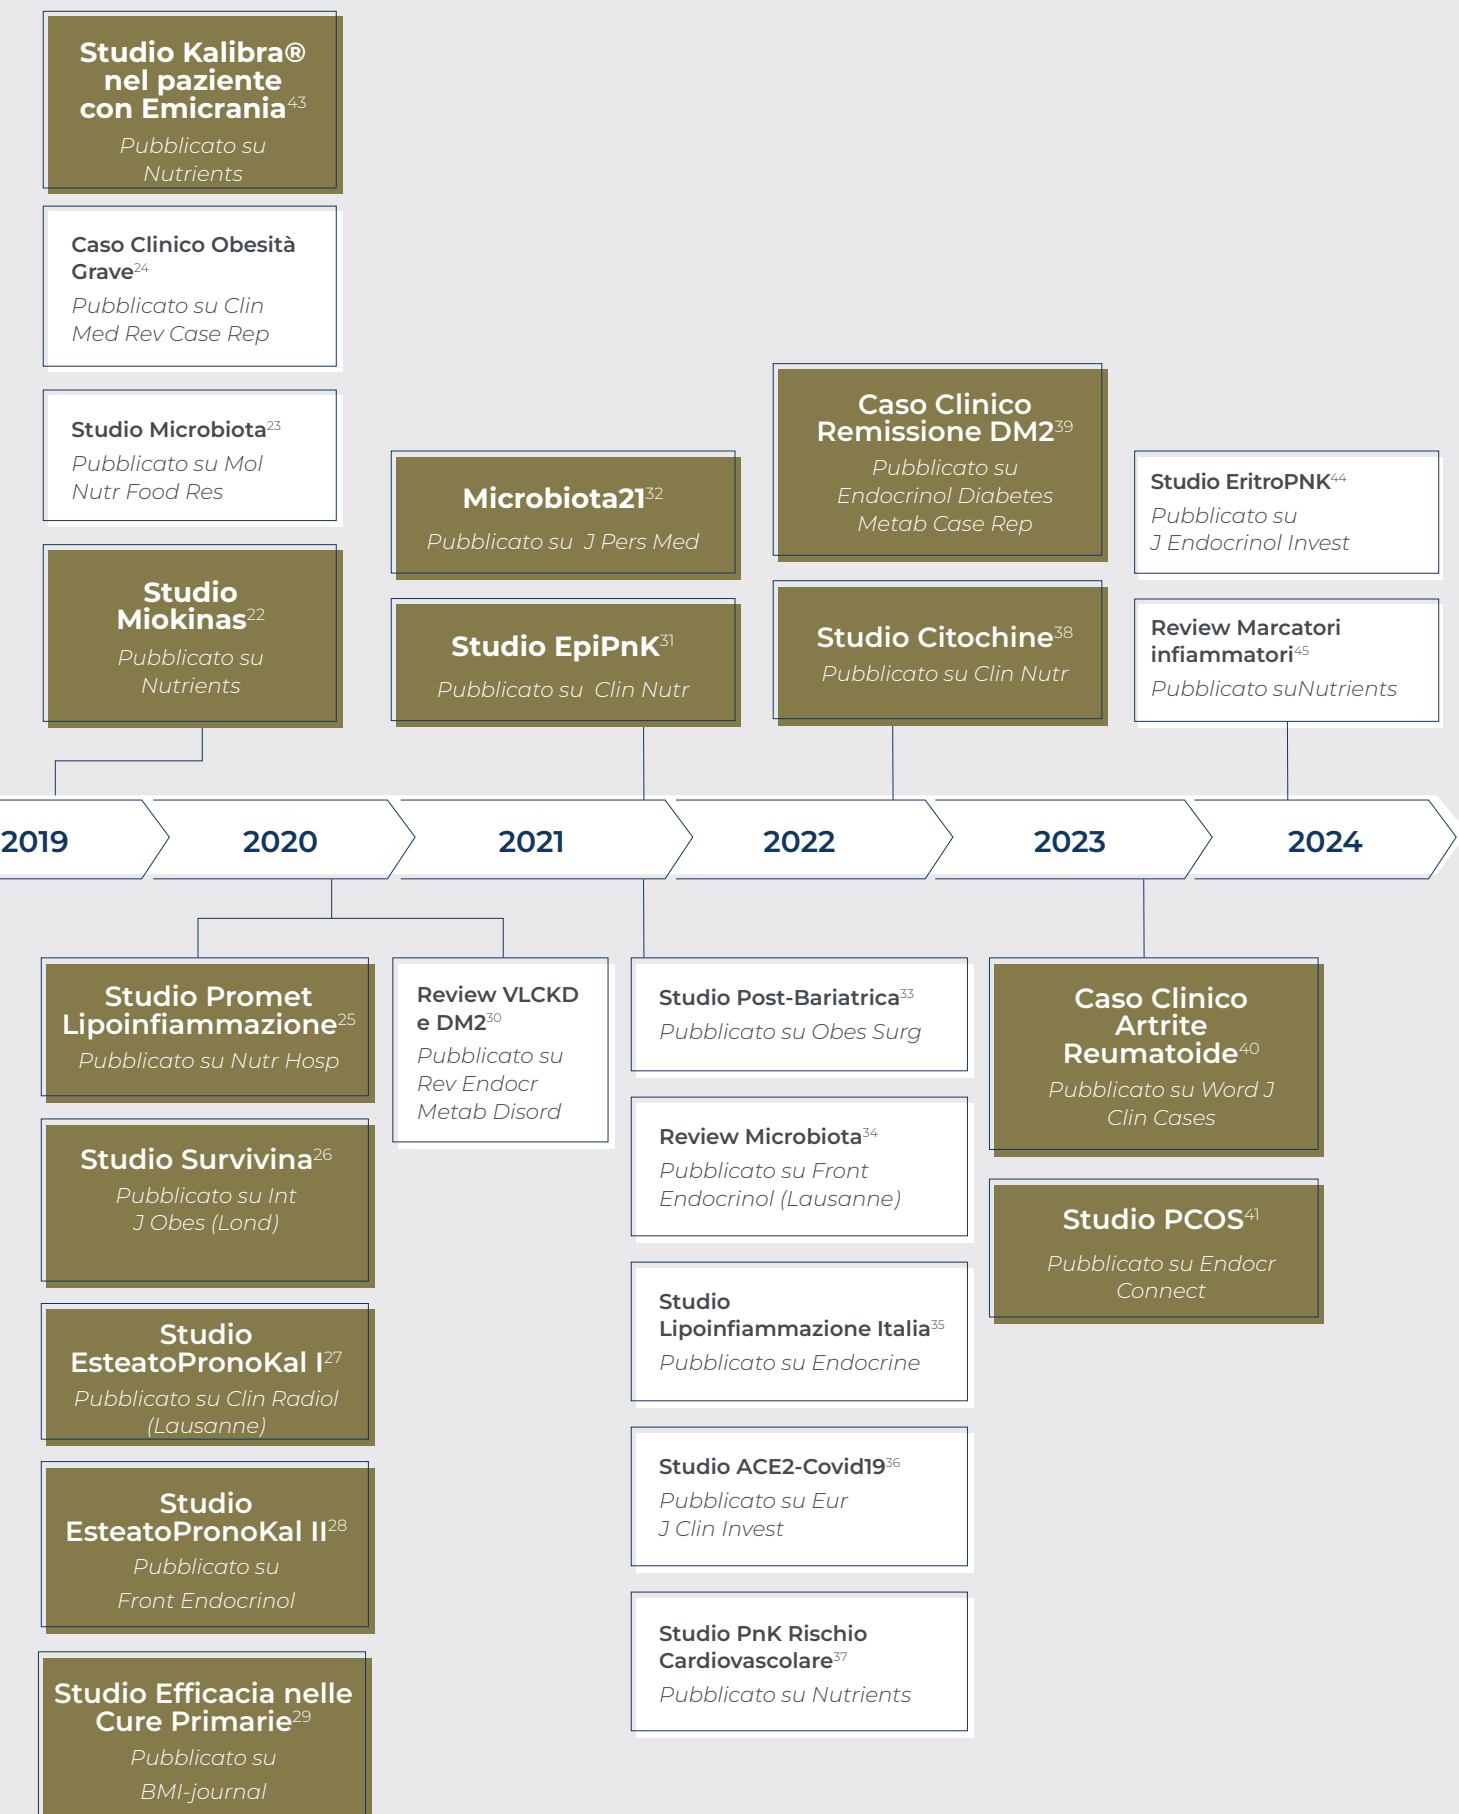 Studio Kalibra®
nel paziente
con Emicrania43
Pubblicato su
Nutrients
Caso Clinico Obesità
Grave24
Pubblicato su Clin
Med Rev Case Rep
Studio Microbiota23
Pubblicato su Mol
Nutr Food Res
Studio
Miokinas22
Pubblicato su
Nutrients
Microbiota2132
Pubblicato su J Pers Med
Studio EpiPnK31
Pubblicato su Clin Nutr
Caso Clinico
Remissione DM239
Pubblicato su
Endocrinol Diabetes
Metab Case Rep
Studio Citochine38
Pubblicato su Clin Nutr
Studio EritroPNK44
Pubblicato su
J Endocrinol Invest
Review Marcatori
infiammatori45
Pubblicato suNutrients
2019
2020
2021
2022
2023
2024
Studio Promet
Lipoinfiammazione25
Pubblicato su Nutr Hosp
Studio Survivina26
Pubblicato su Int
J Obes (Lond)
Studio
EsteatoPronoKal I27
Pubblicato su Clin Radiol
(Lausanne)
Studio
EsteatoPronoKal II28
Pubblicato su
Front Endocrinol
Studio Efficacia nelle
Cure Primarie29
Pubblicato su
BMI-journal
Review VLCKD
e DM230
Pubblicato su
Rev Endocr
Metab Disord
Studio Post-Bariatrica33
Pubblicato su Obes Surg
Review Microbiota34
Pubblicato su Front
Endocrinol (Lausanne)
Studio
Lipoinfiammazione Italia35
Pubblicato su Endocrine
Studio ACE2-Covid1936
Pubblicato su Eur
J Clin Invest
Studio PnK Rischio
Cardiovascolare37
Pubblicato su Nutrients
Caso Clinico
Artrite
Reumatoide40
Pubblicato su Word J
Clin Cases
Studio PCOS41
Pubblicato su Endocr
Connect